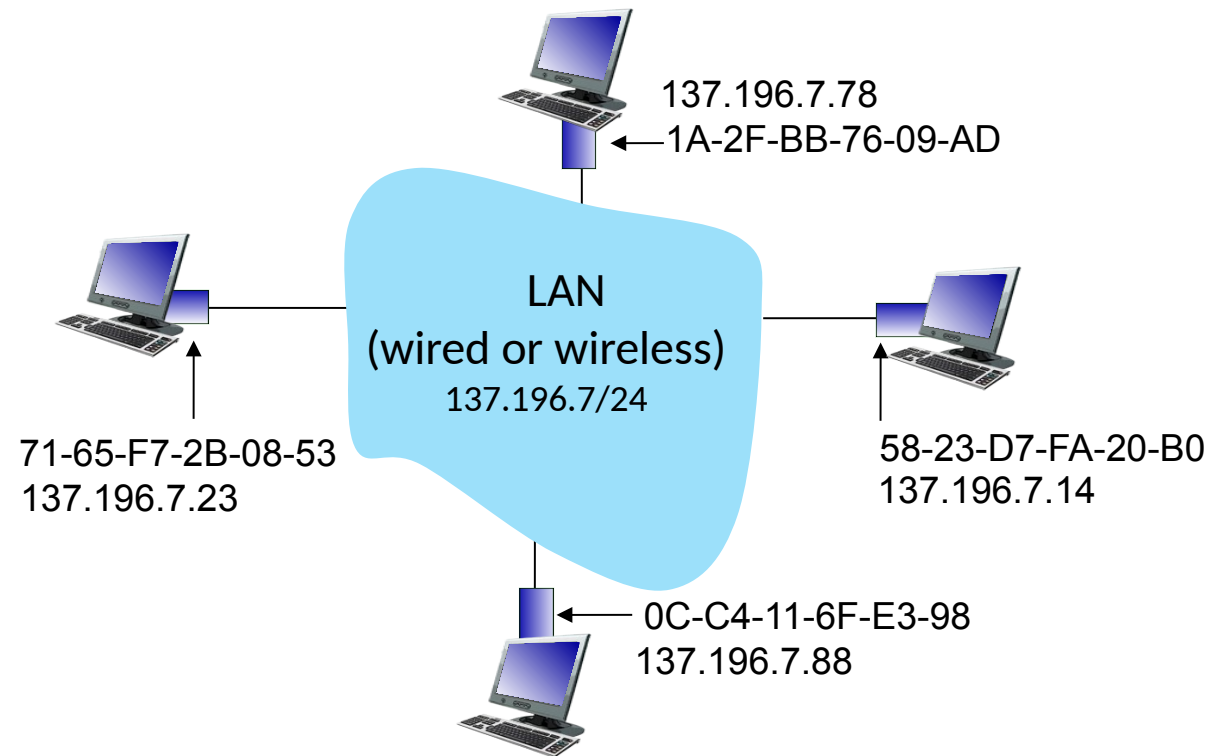 137.196.7.78
1A-2F-BB-76-09-AD
LAN
(wired or wireless)
137.196.7/24
71-65-F7-2B-08-53
137.196.7.23
58-23-D7-FA-20-B0
137.196.7.14
0C-C4-11-6F-E3-98
137.196.7.88